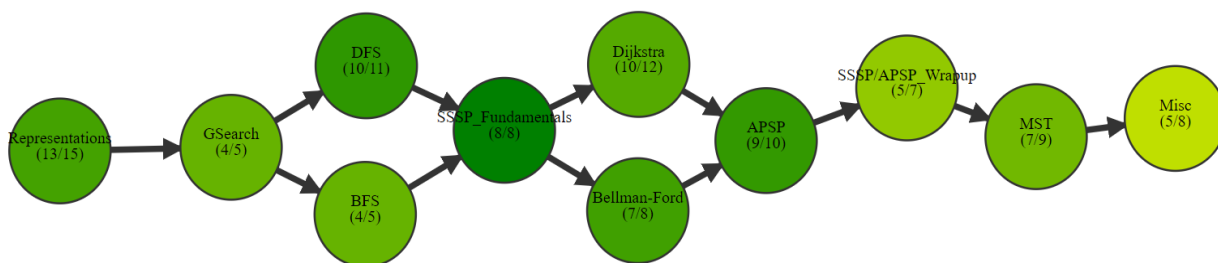 Representations
(13/15)
GSearch
(4/5)
DFS
(10/11)
BFS
(4/5)
SSSP_Fundamentals
(8/8)
Dijkstra
(10/12)
Bellman-Ford
(7/8)
APSP
(9/10)
SSSP/APSP_Wrapup
(5/7)
MST
(7/9)
Misc
(5/8)